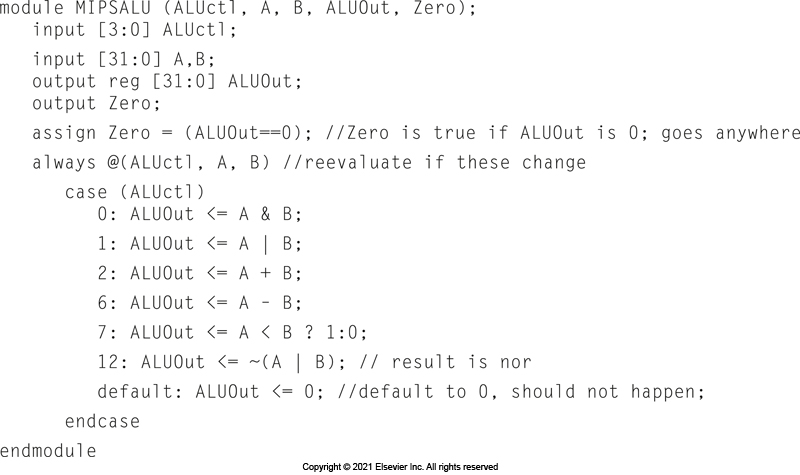 module MIPSALU (ALUctl, A, B, ALUOut, Zero);
input [3:0] ALUctl;
input [31:0] A,B;
output reg [31:0] ALUOut;
output Zero;
assign Zero = (ALUOut==0); //Zero is true if ALUOut is 0; goes anywhere
always @(ALUctl, A, B) //reevaluate if these change
case (ALUctl)
0: ALUOut <= A & B;
1: ALUOut <= A | B;
2: ALUOut <= A + B;
6: ALUOut <= A - B;
7: ALUOut <= A < B ? 1:0;
12: ALUOut <= ~(A | B); // result is nor
default: ALUOut <= 0; //default to 0, should not happen;
endcase
endmodule
Copyright © 2021 Elsevier Inc. All rights reserved